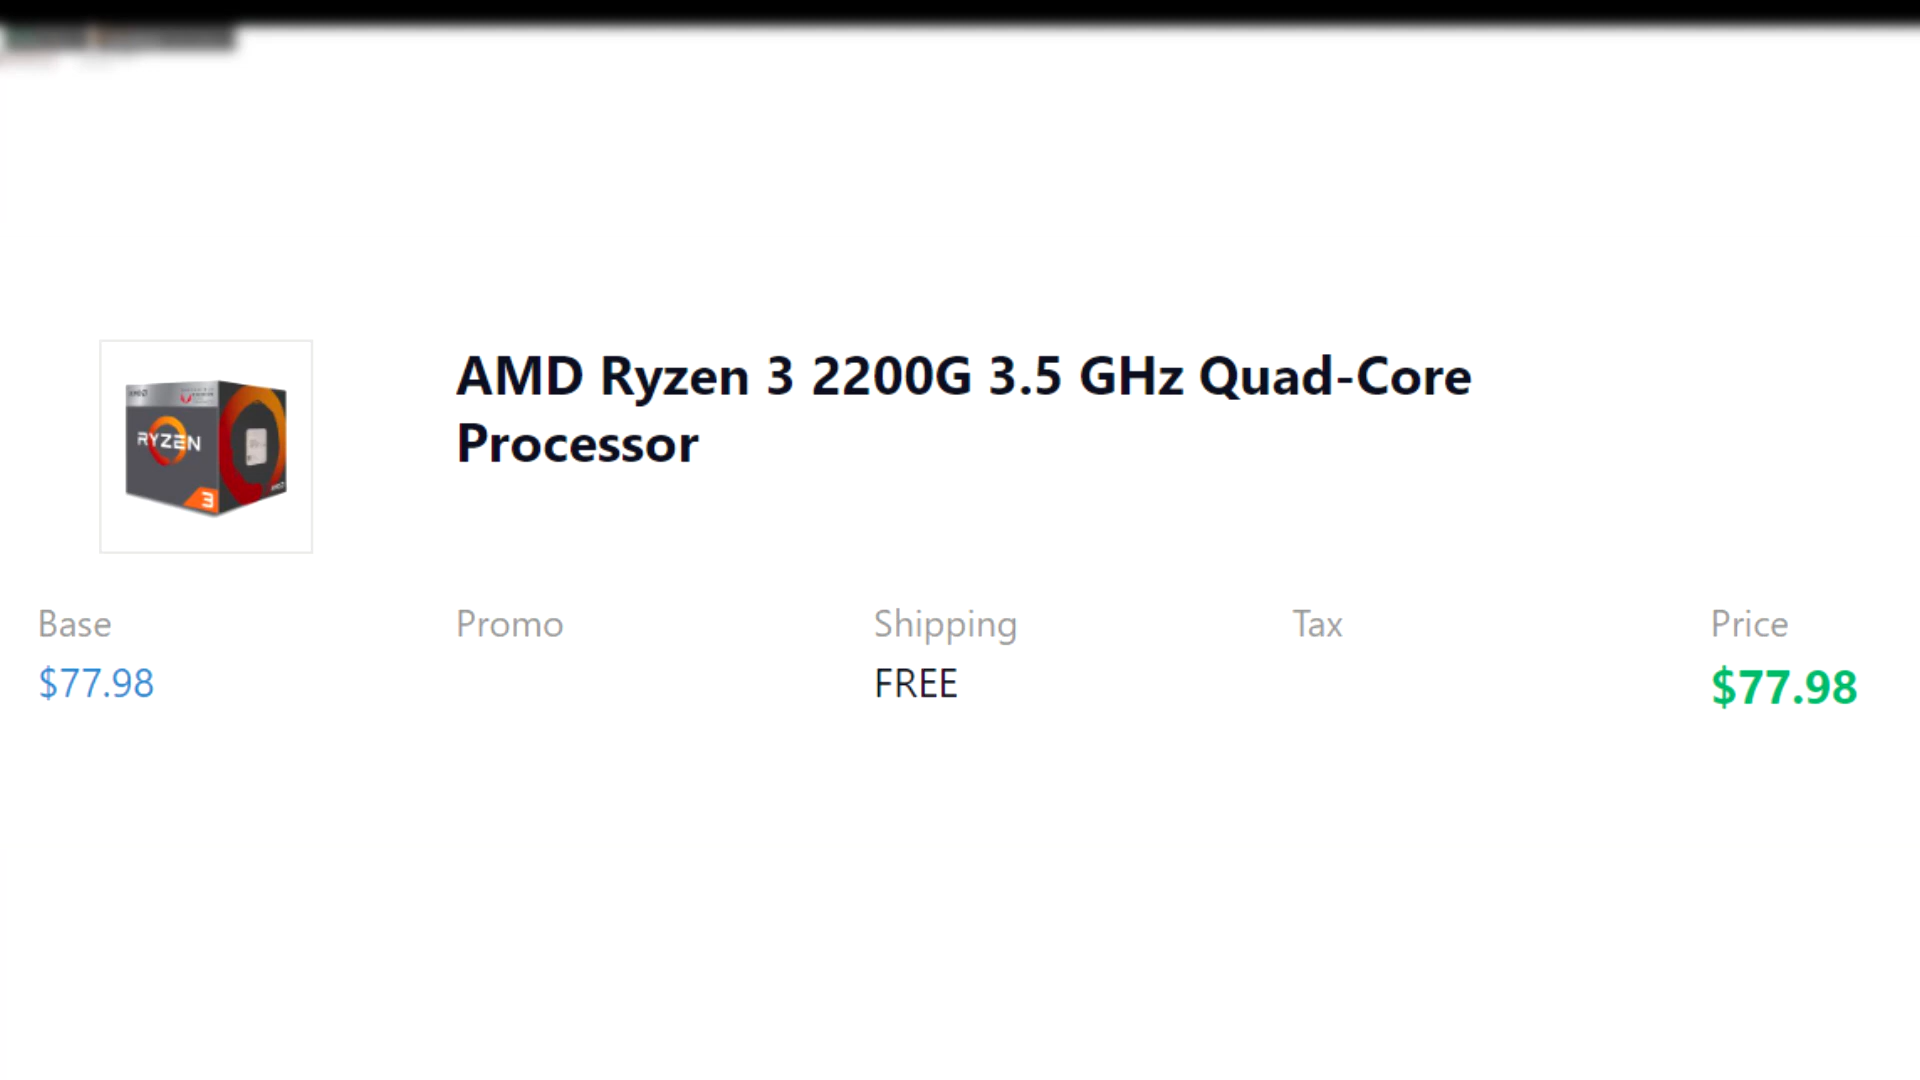 AMD Ryzen 3 2200G 3.5 GHz Quad-Core
Processor
RYZEN
3
Base
Promo
Shipping
Tax
Price
$77.98
FREE
$77.98